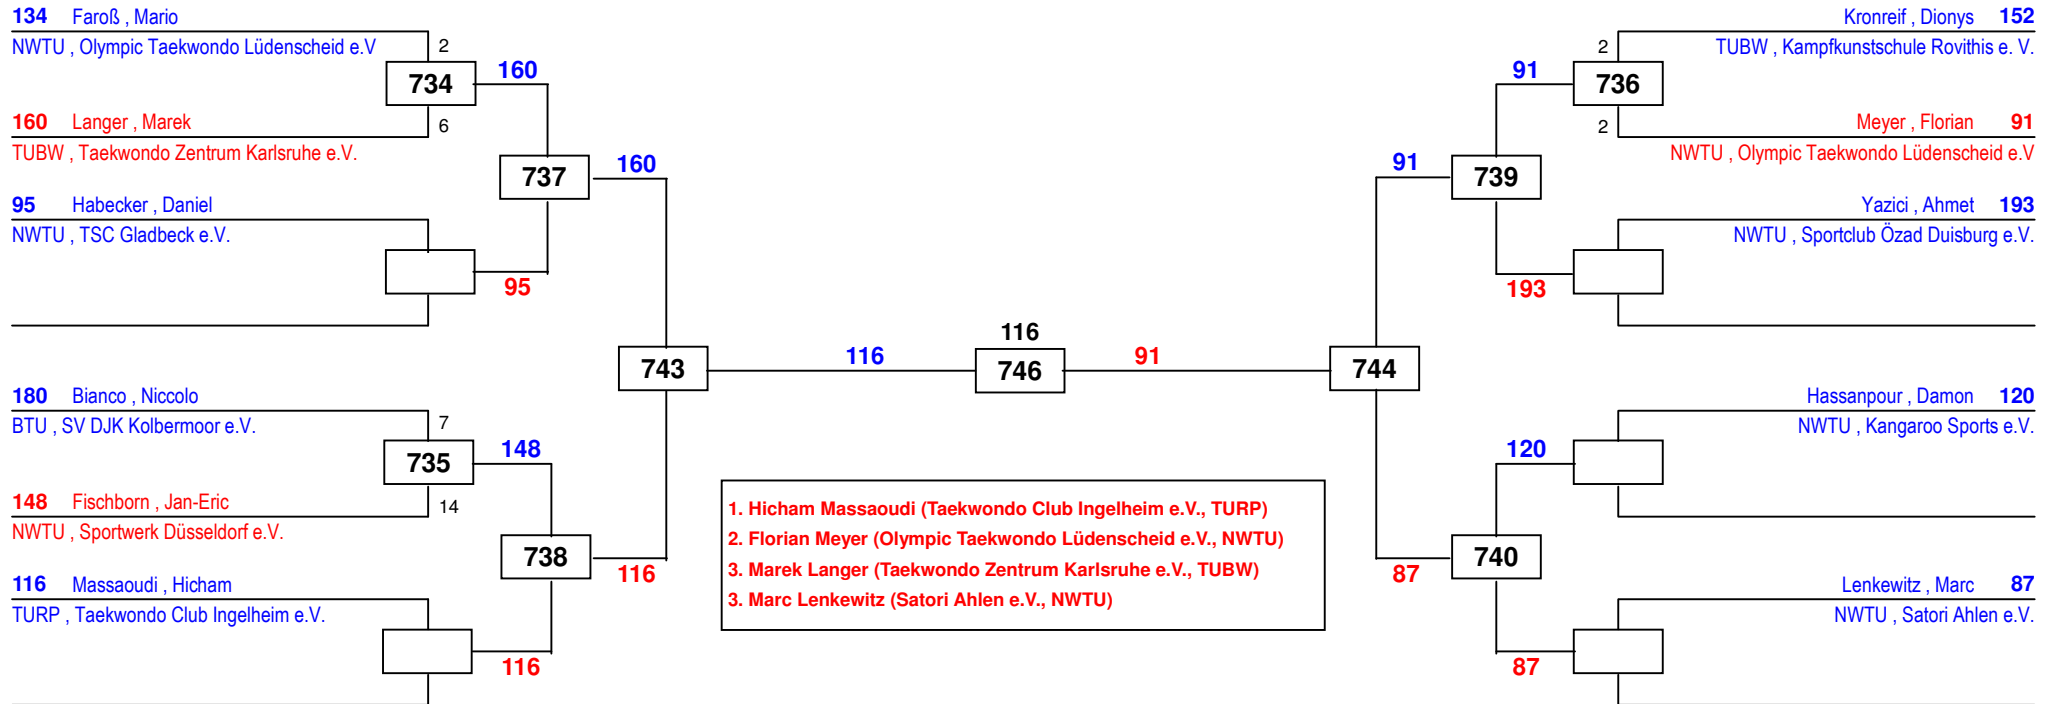 134 Faroß , Mario
NWTU , Olympic Taekwondo Lüdenscheid e.V
2
734
160
160 Langer , Marek
6
TUBW , Taekwondo Zentrum Karlsruhe e.V.
737
160
95 Habecker , Daniel
NWTU , TSC Gladbeck e.V.
95
743
116
180 Bianco , Niccolo
BTU , SV DJK Kolbermoor e.V.
7
735
148
148 Fischborn , Jan-Eric
14
NWTU , Sportwerk Düsseldorf e.V.
738
116
116 Massaoudi , Hicham
TURP , Taekwondo Club Ingelheim e.V.
116
116
746
1. Hicham Massaoudi (Taekwondo Club Ingelheim e.V., TURP)
2. Florian Meyer (Olympic Taekwondo Lüdenscheid e.V., NWTU)
3. Marek Langer (Taekwondo Zentrum Karlsruhe e.V., TUBW)
3. Marc Lenkewitz (Satori Ahlen e.V., NWTU)
Kronreif , Dionys 152
TUBW , Kampfkunstschule Rovithis e. V.
2
91
736
Meyer , Florian 91
2
NWTU , Olympic Taekwondo Lüdenscheid e.V
91
739
Yazici , Ahmet 193
NWTU , Sportclub Özad Duisburg e.V.
193
91
744
Hassanpour , Damon 120
NWTU , Kangaroo Sports e.V.
120
740
87
Lenkewitz , Marc 87
NWTU , Satori Ahlen e.V.
87